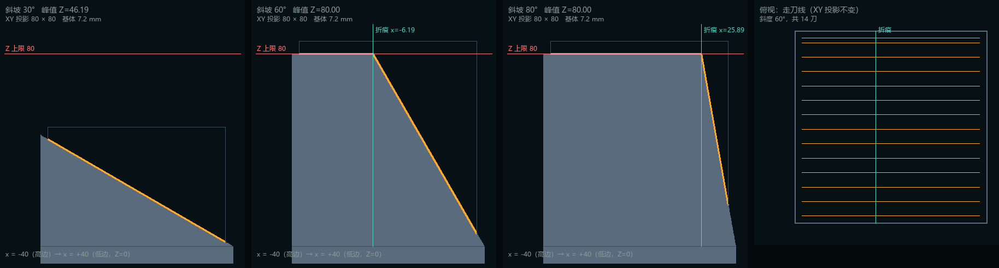 斜坡 30° 峰值 Z=46.19
XY 投影 80 × 80 基体 7.2 mm
Z 上限 80
x = -40（高边）→ x = +40（低边，Z=0）
斜坡 60° 峰值 Z=80.00
XY 投影 80 × 80 基体 7.2 mm
折痕 x=-6.19
Z 上限 80
x = -40（高边）→ x = +40（低边，Z=0）
斜坡 80° 峰值 Z=80.00
XY 投影 80 × 80 基体 7.2 mm
折痕 x=25.89
Z 上限 80
x = -40（高边）→ x = +40（低边，Z=0）
俯视：走刀线（XY 投影不变）
斜度 60°，共 14 刀
折痕